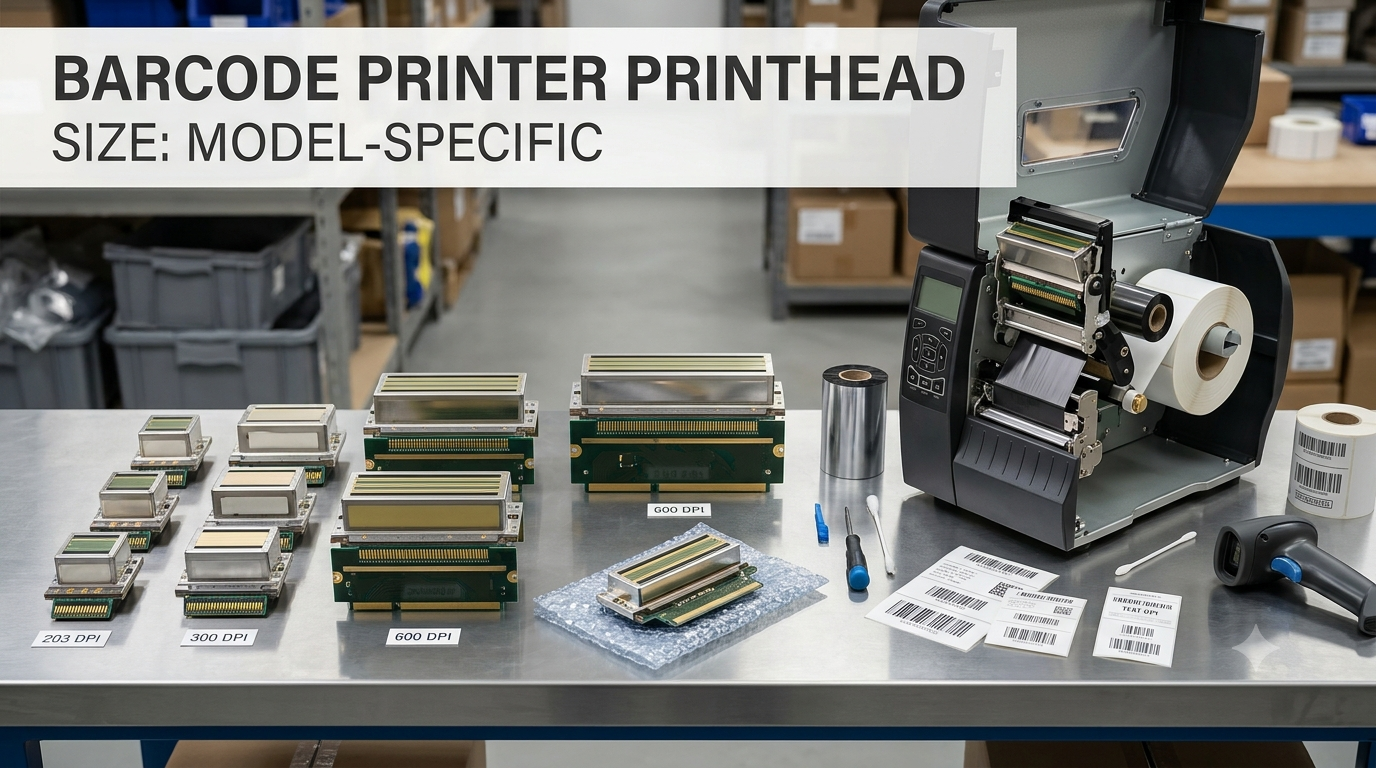 BARCODE PRINTER PRINTHEAD
SIZE: MODEL-SPECIFIC
600 DPI
203 DPI
300 DPI
600 DPI